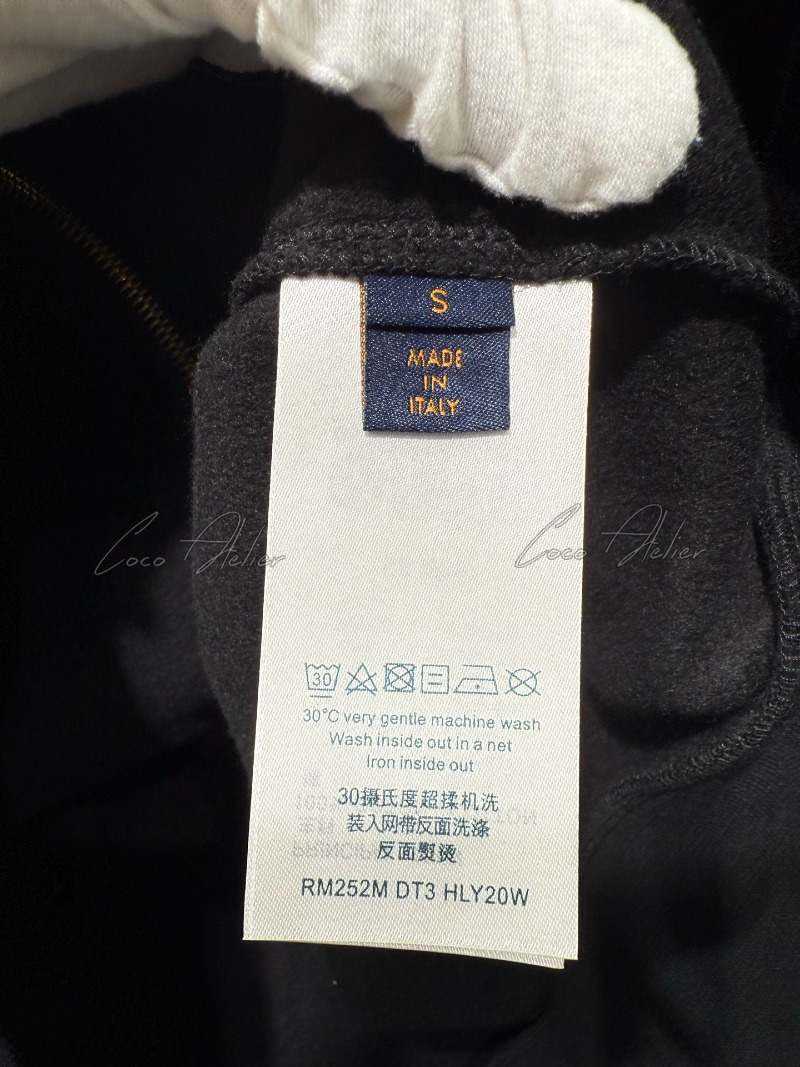 S
MADE
IN
ITALY
Coco Atelier
Coco Atelier
30
30°C very gentle machine wash
Wash inside out in a net
Iron inside out
30摄氏度超揉机洗
装入网带反面洗涤
反面熨烫
RM252M DT3 HLY20W